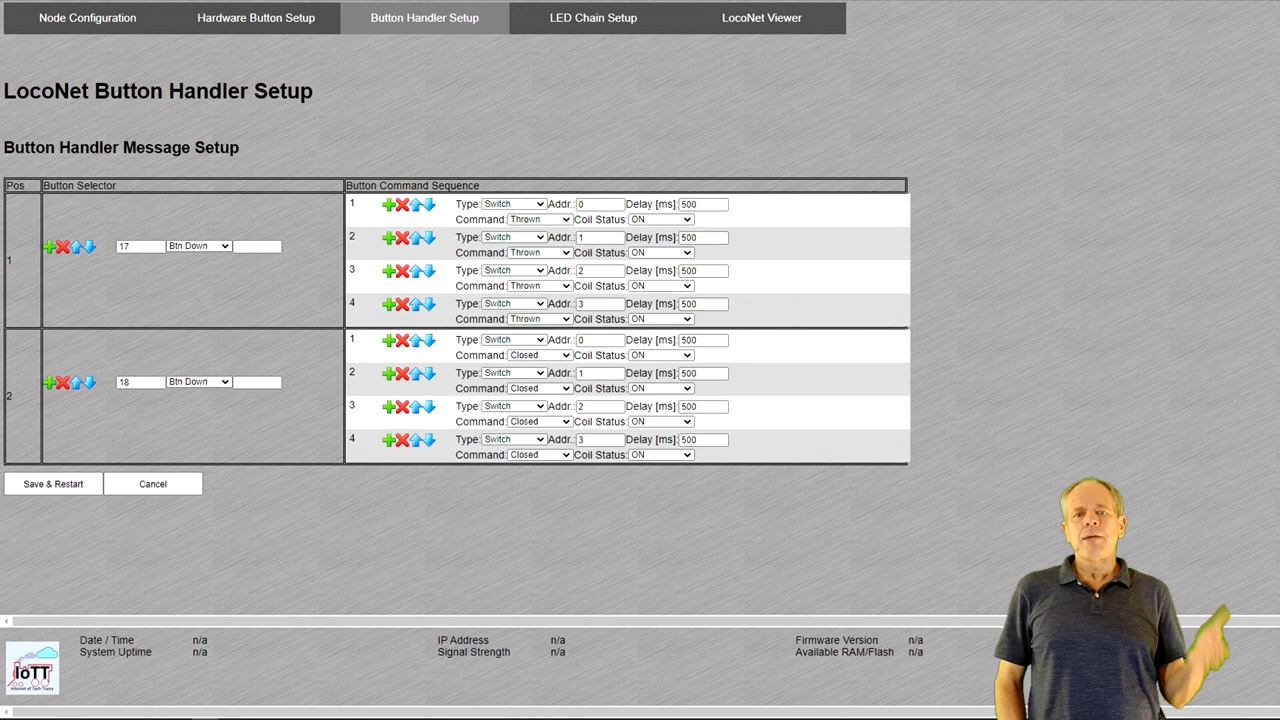 Node Configuration Hardware Button Setup Button Handler Setup LED Chain Setup LocoNet Viewer
LocoNet Button Handler Setup
Button Handler Message Setup
Pos Button Selector Button Command Sequence
1 17 Btn Down
1 Type: Switch Addr.: 0 Delay [ms]: 500
Command: Thrown Coil Status: ON
2 Type: Switch Addr.: 1 Delay [ms]: 500
Command: Thrown Coil Status: ON
3 Type: Switch Addr.: 2 Delay [ms]: 500
Command: Thrown Coil Status: ON
4 Type: Switch Addr.: 3 Delay [ms]: 500
Command: Thrown Coil Status: ON
2 18 Btn Down
1 Type: Switch Addr.: 0 Delay [ms]: 500
Command: Closed Coil Status: ON
2 Type: Switch Addr.: 1 Delay [ms]: 500
Command: Closed Coil Status: ON
3 Type: Switch Addr.: 2 Delay [ms]: 500
Command: Closed Coil Status: ON
4 Type: Switch Addr.: 3 Delay [ms]: 500
Command: Closed Coil Status: ON
Save & Restart Cancel
Date / Time n/a IP Address n/a Firmware Version n/a
System Uptime n/a Signal Strength n/a Available RAM/Flash n/a
IoTT
Internet of Tech Trains